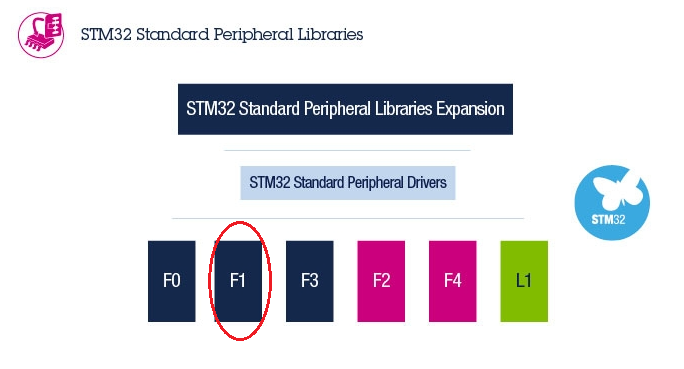 STM32 Standard Peripheral Libraries
STM32 Standard Peripheral Libraries Expansion
STM32 Standard Peripheral Drivers
STM32
F0 F1 F3 F2 F4 L1